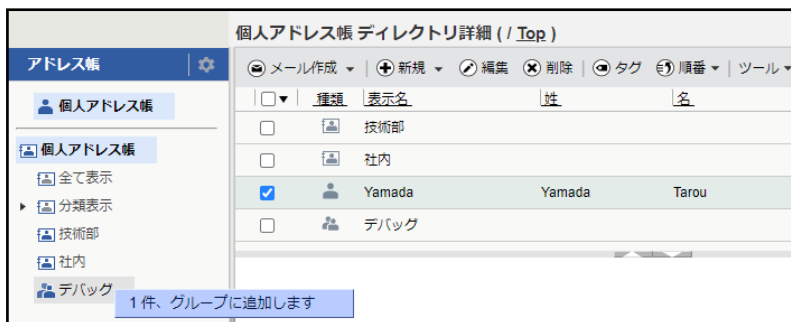 個人アドレス帳 ディレクトリ詳細 ( / Top )
アドレス帳
メール作成 新規 編集 削除 タグ 順番 ツール
個人アドレス帳
種類 表示名 姓 名
技術部
個人アドレス帳
社内
全て表示
Yamada Yamada Tarou
分類表示
デバッグ
技術部
社内
デバッグ
1 件、グループに追加します